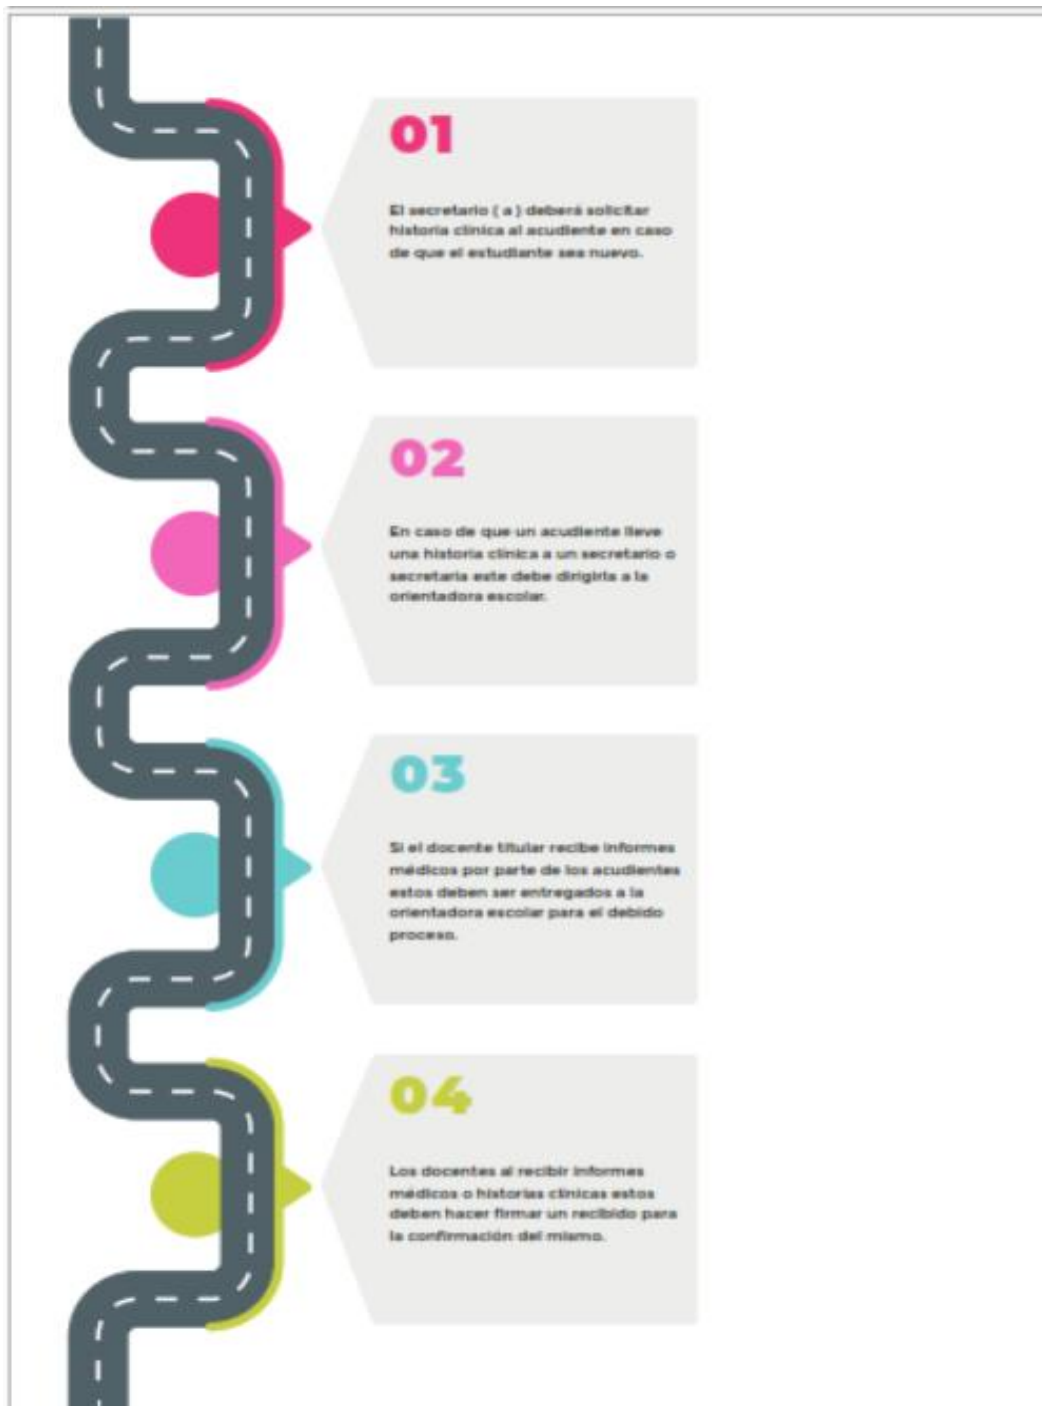 01
El secretario ( a ) deberá solicitar
historia clínica al acudiente en caso
de que el estudiante sea nuevo.
02
En caso de que un acudiente lleve
una historia clínica a un secretario o
secretaria este debe dirigirla a la
orientadora escolar.
03
Si el docente titular recibe informes
médicos por parte de los acudientes
estos deben ser entregados a la
orientadora escolar para el debido
proceso.
04
Los docentes al recibir informes
médicos o historias clínicas estos
deben hacer firmar un recibido para
la confirmación del mismo.